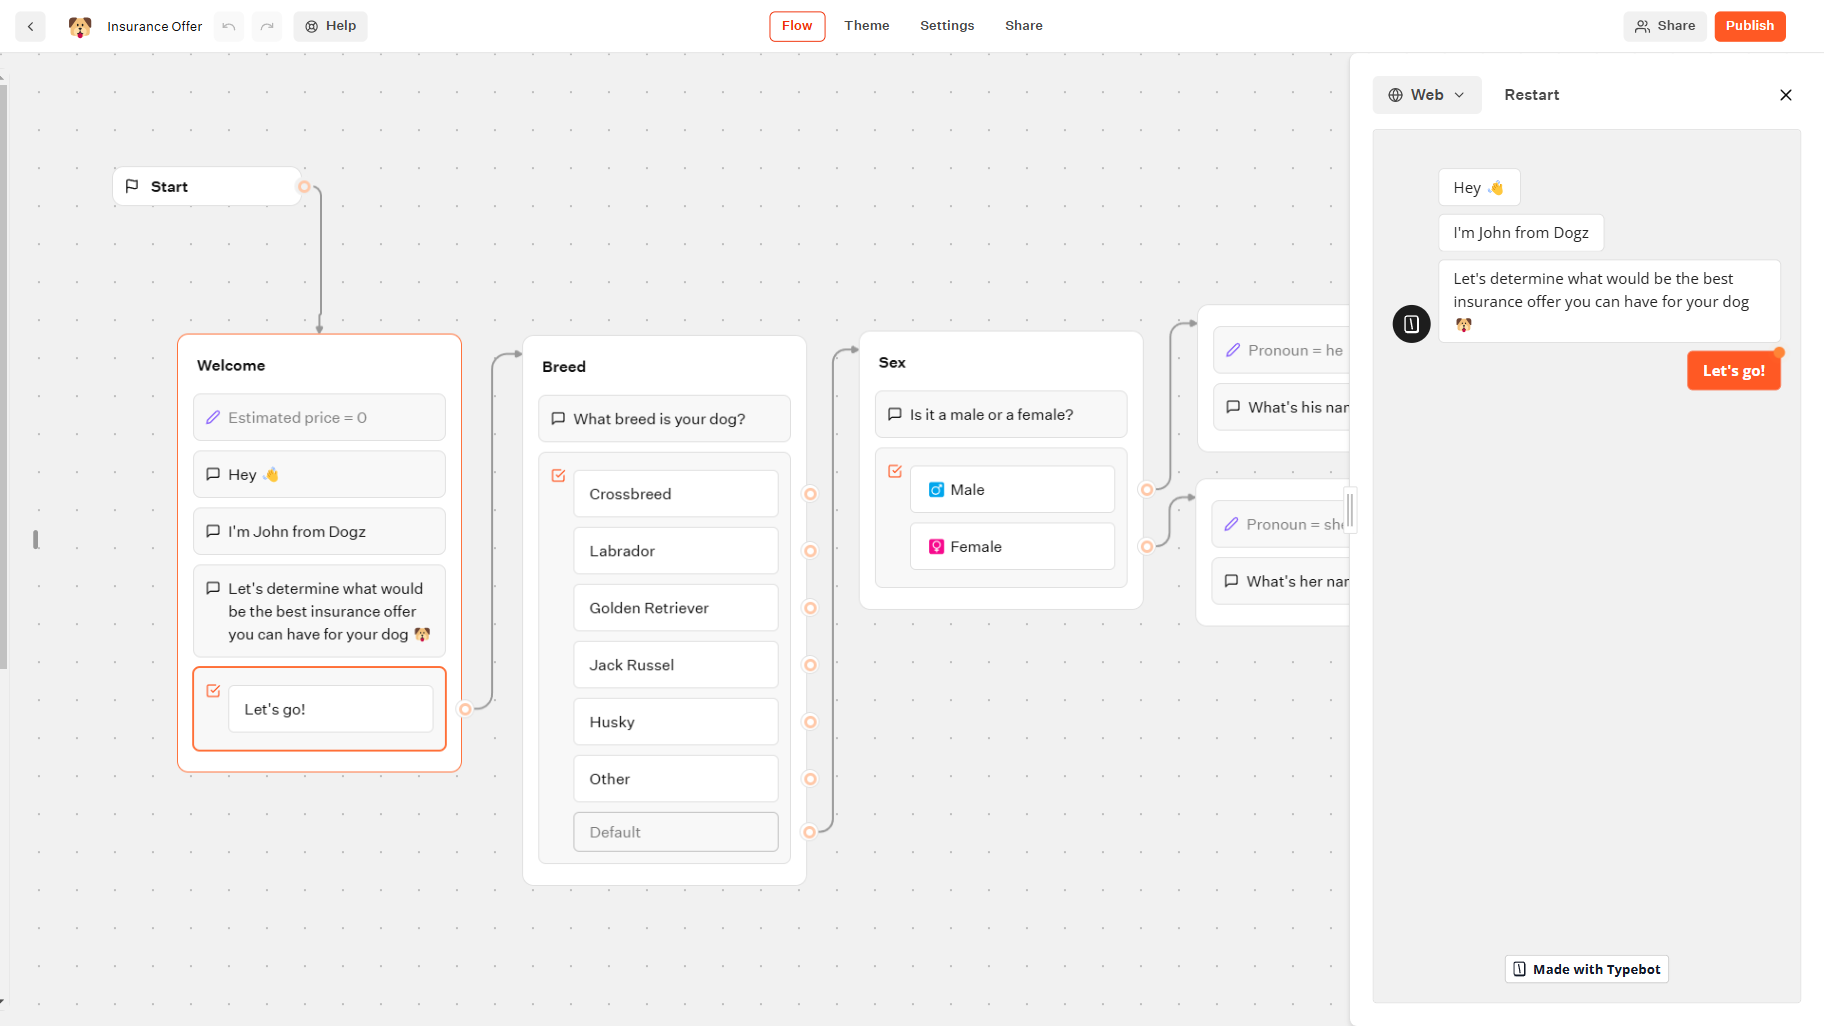 Insurance Offer
Help
Flow
Theme
Settings
Share
Share
Publish
Start
Welcome
Estimated price = 0
Hey 👋
I'm John from Dogz
Let's determine what would
be the best insurance offer
you can have for your dog 🐶
Let's go!
Breed
What breed is your dog?
Crossbreed
Labrador
Golden Retriever
Jack Russel
Husky
Other
Default
Sex
Is it a male or a female?
♂ Male
♀ Female
Pronoun = he
What's his nar
Pronoun = she
What's her nar
Web
Restart
Hey 👋
I'm John from Dogz
Let's determine what would be the best
insurance offer you can have for your dog
🐶
Let's go!
Made with Typebot